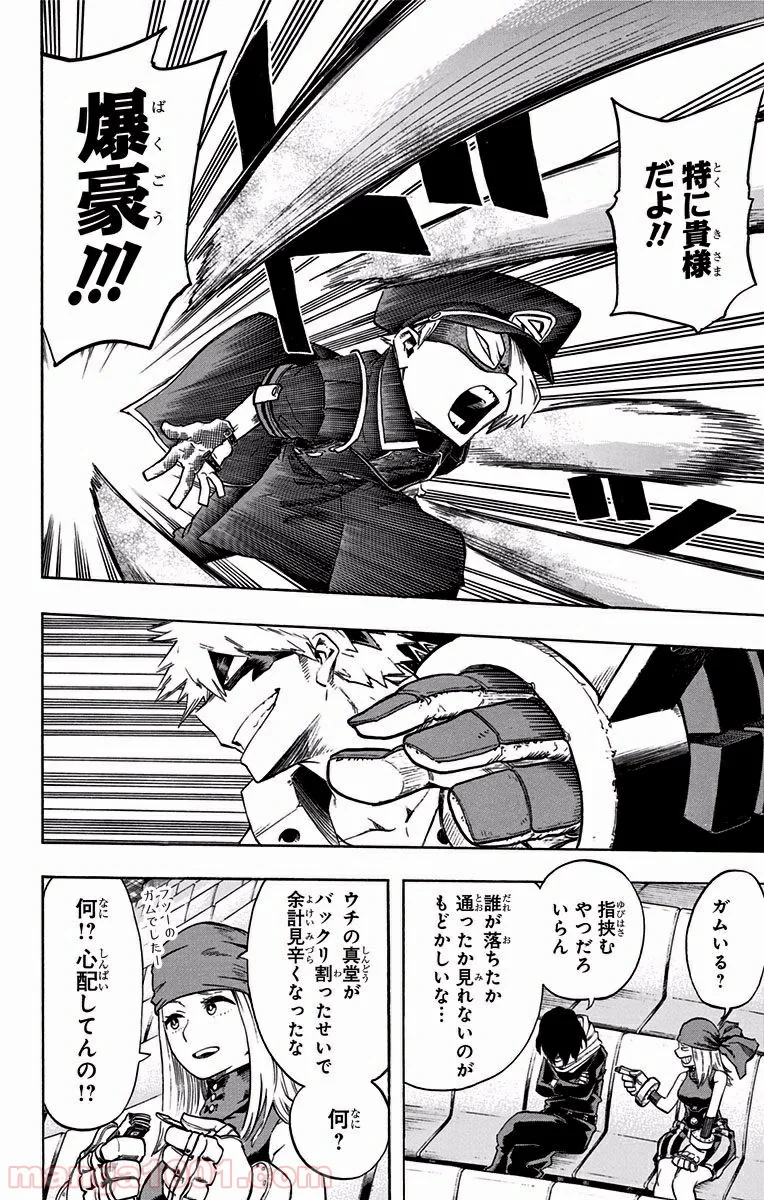 特に貴様
だよ!!
爆豪!!!
ガムいる?
指挟む
やつだろ
いらん
誰が落ちたか
通ったか見れないのが
もどかしいな…
ウチの真堂が
バックリ割ったせいで
余計見辛くなったな
何?
何!?心配してんの!?
フツーの
ガムでしたー